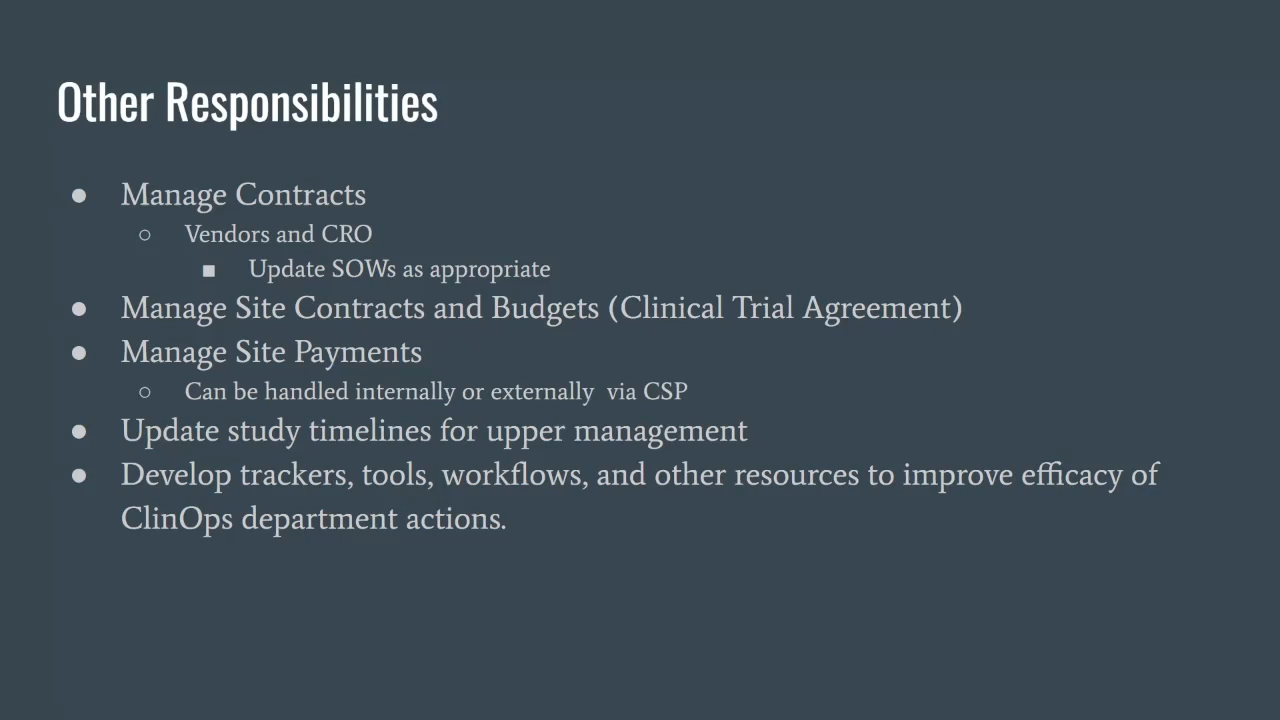 Other Responsibilities
● Manage Contracts
○ Vendors and CRO
■ Update SOWs as appropriate
● Manage Site Contracts and Budgets (Clinical Trial Agreement)
● Manage Site Payments
○ Can be handled internally or externally  via CSP
● Update study timelines for upper management
● Develop trackers, tools, workflows, and other resources to improve efficacy of
ClinOps department actions.